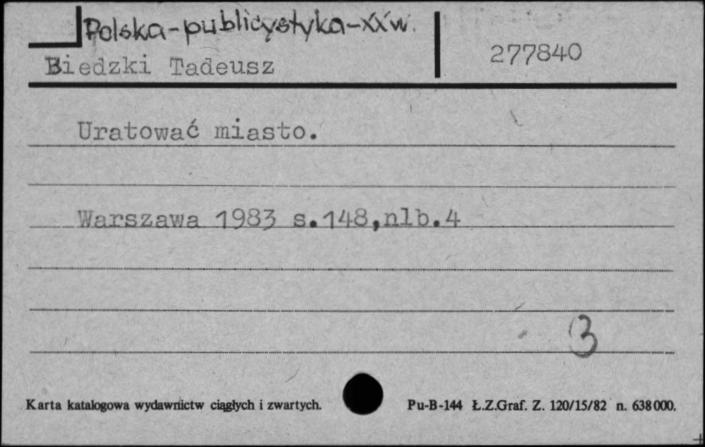 Polska-publicystyka-XXw.
Biedzki Tadeusz
277840
Uratować miasto.
Warszawa 1983 s.148,nlb.4
3
Karta katalogowa wydawnictw ciągłych i zwartych.
Pu-B-144 Ł.Z.Graf. Z. 120/15/82 n. 638000.